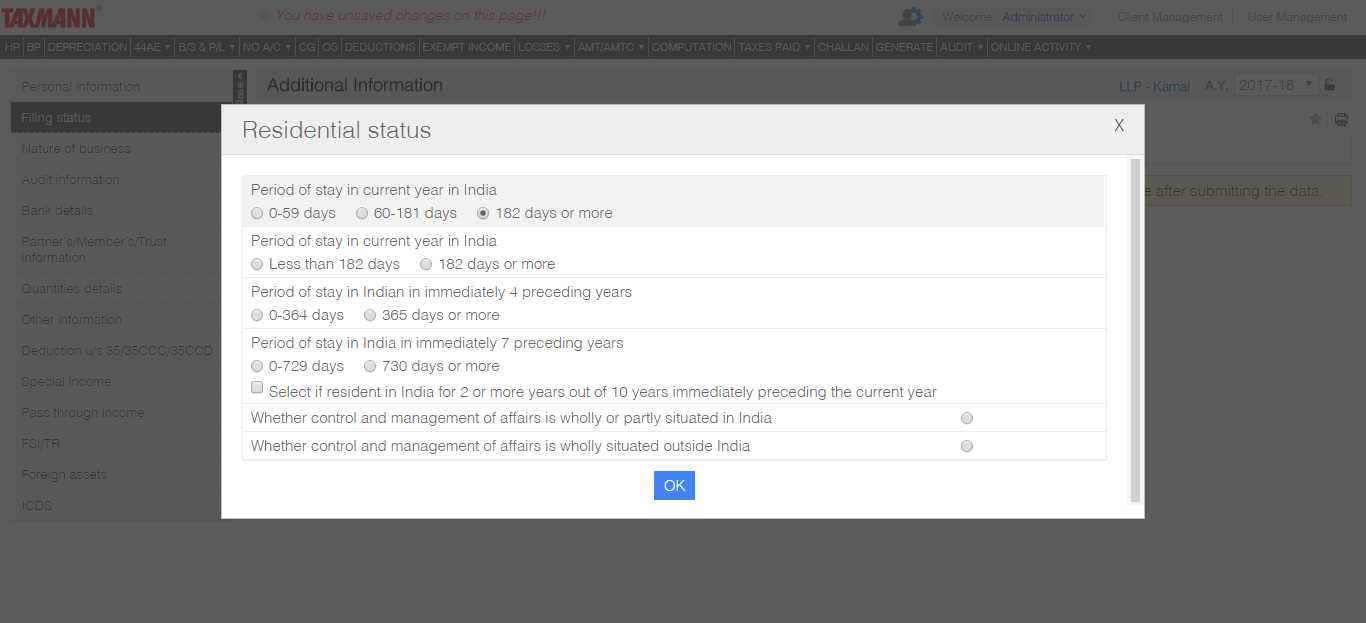 TAXMANN®
You have unsaved changes on this page!!!
Welcome : Administrator
Client Management
User Management
HP BP DEPRECIATION 44AE B/S & P/L NO A/C CG OS DEDUCTIONS EXEMPT INCOME LOSSES AMT/AMTC COMPUTATION TAXES PAID CHALLAN GENERATE AUDIT ONLINE ACTIVITY
Personal Information
Filing status
Nature of business
Audit information
Bank details
Partner's/Member's/Trust
information
Quantities details
Other information
Deduction u/s 35/35CCC/35CCD
Special income
Pass through income
FSI/TR
Foreign assets
ICDS
Additional Information
LLP - Kamal A.Y. 2017-18
e after submitting the data.
Residential status
X
Period of stay in current year in India
0-59 days 60-181 days 182 days or more
Period of stay in current year in India
Less than 182 days 182 days or more
Period of stay in Indian in immediately 4 preceding years
0-364 days 365 days or more
Period of stay in India in immediately 7 preceding years
0-729 days 730 days or more
Select if resident in India for 2 or more years out of 10 years immediately preceding the current year
Whether control and management of affairs is wholly or partly situated in India
Whether control and management of affairs is wholly situated outside India
OK